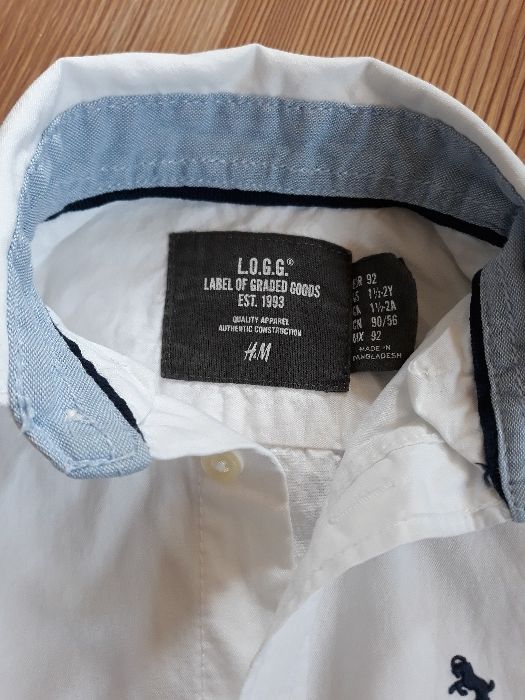 L.O.G.G.®
LABEL OF GRADED GOODS
EST. 1993
QUALITY APPAREL
AUTHENTIC CONSTRUCTION
H&M
92
1½-2Y
1½-2A
90/56
92
MADE IN
BANGLADESH